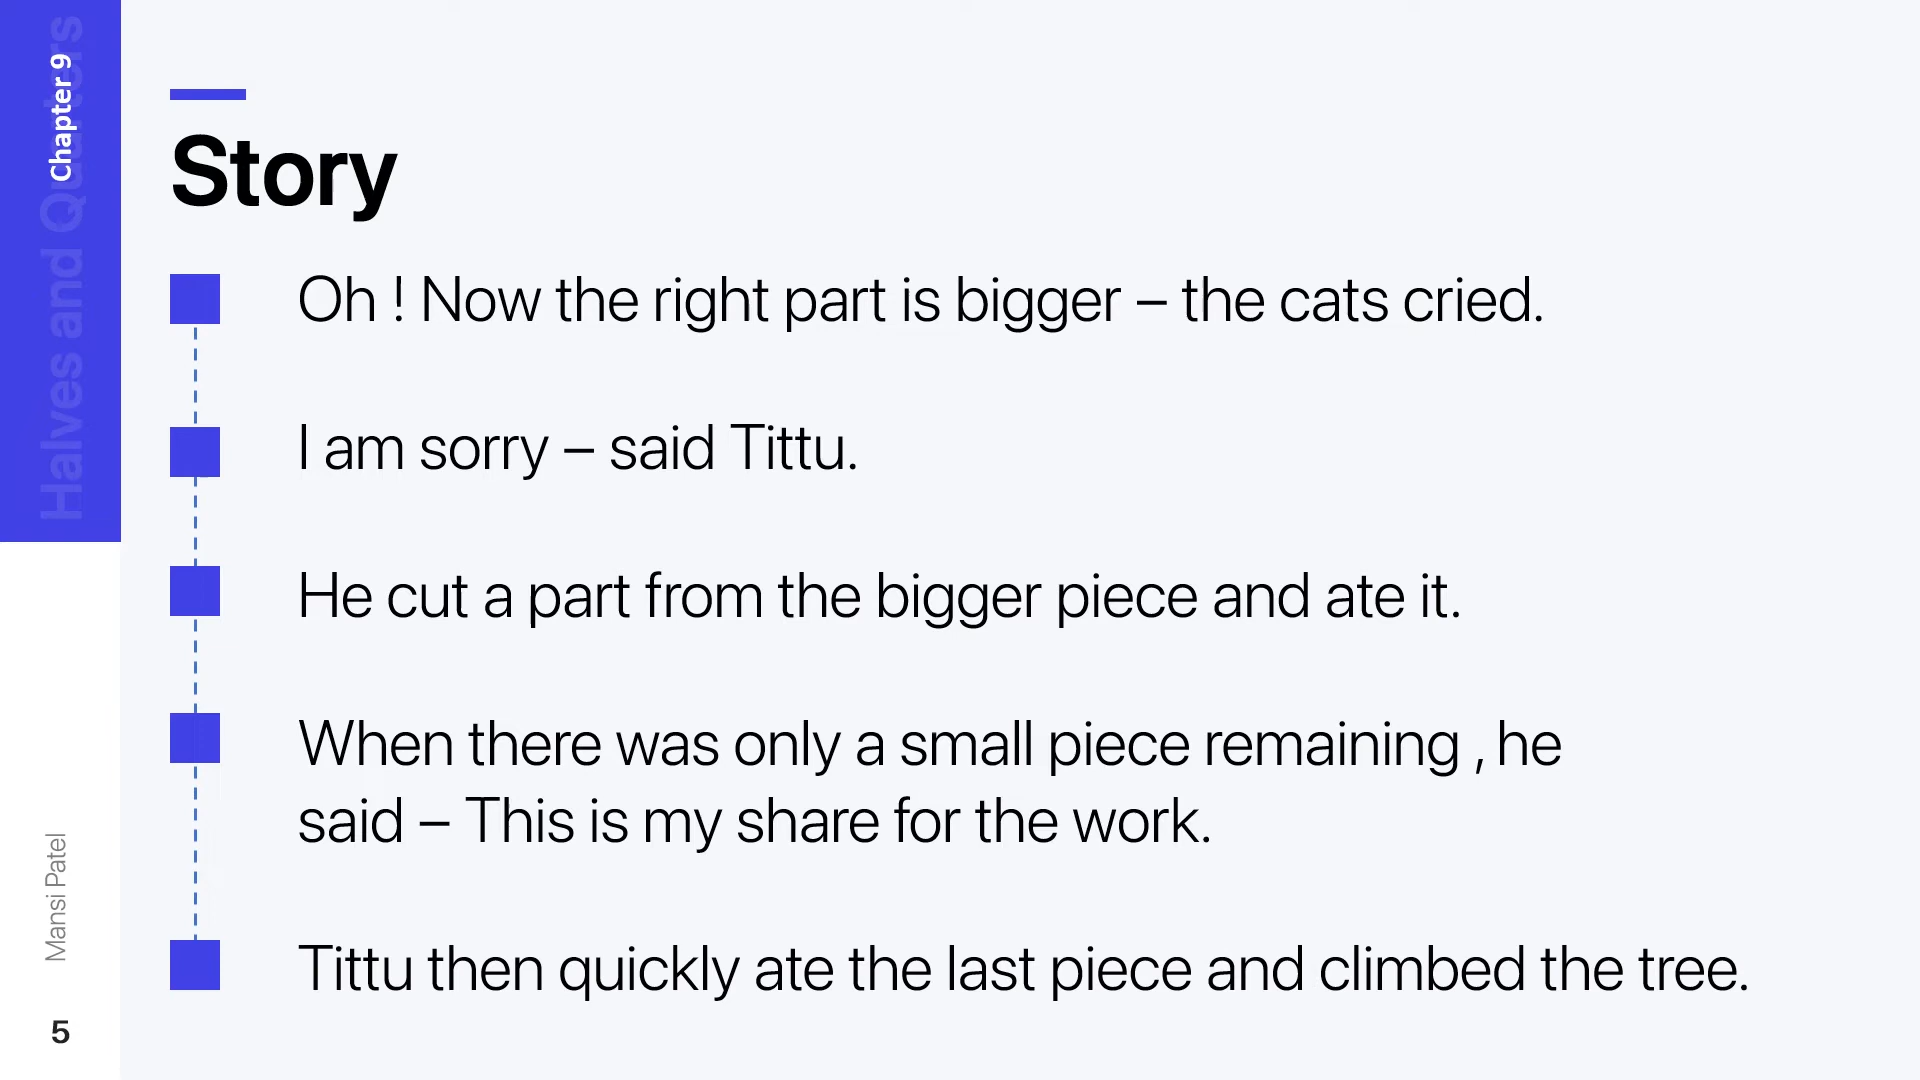 Chapter 9
Halves and Quarters
Story
Oh ! Now the right part is bigger – the cats cried.
I am sorry – said Tittu.
He cut a part from the bigger piece and ate it.
When there was only a small piece remaining , he
said – This is my share for the work.
Tittu then quickly ate the last piece and climbed the tree.
Mansi Patel
5